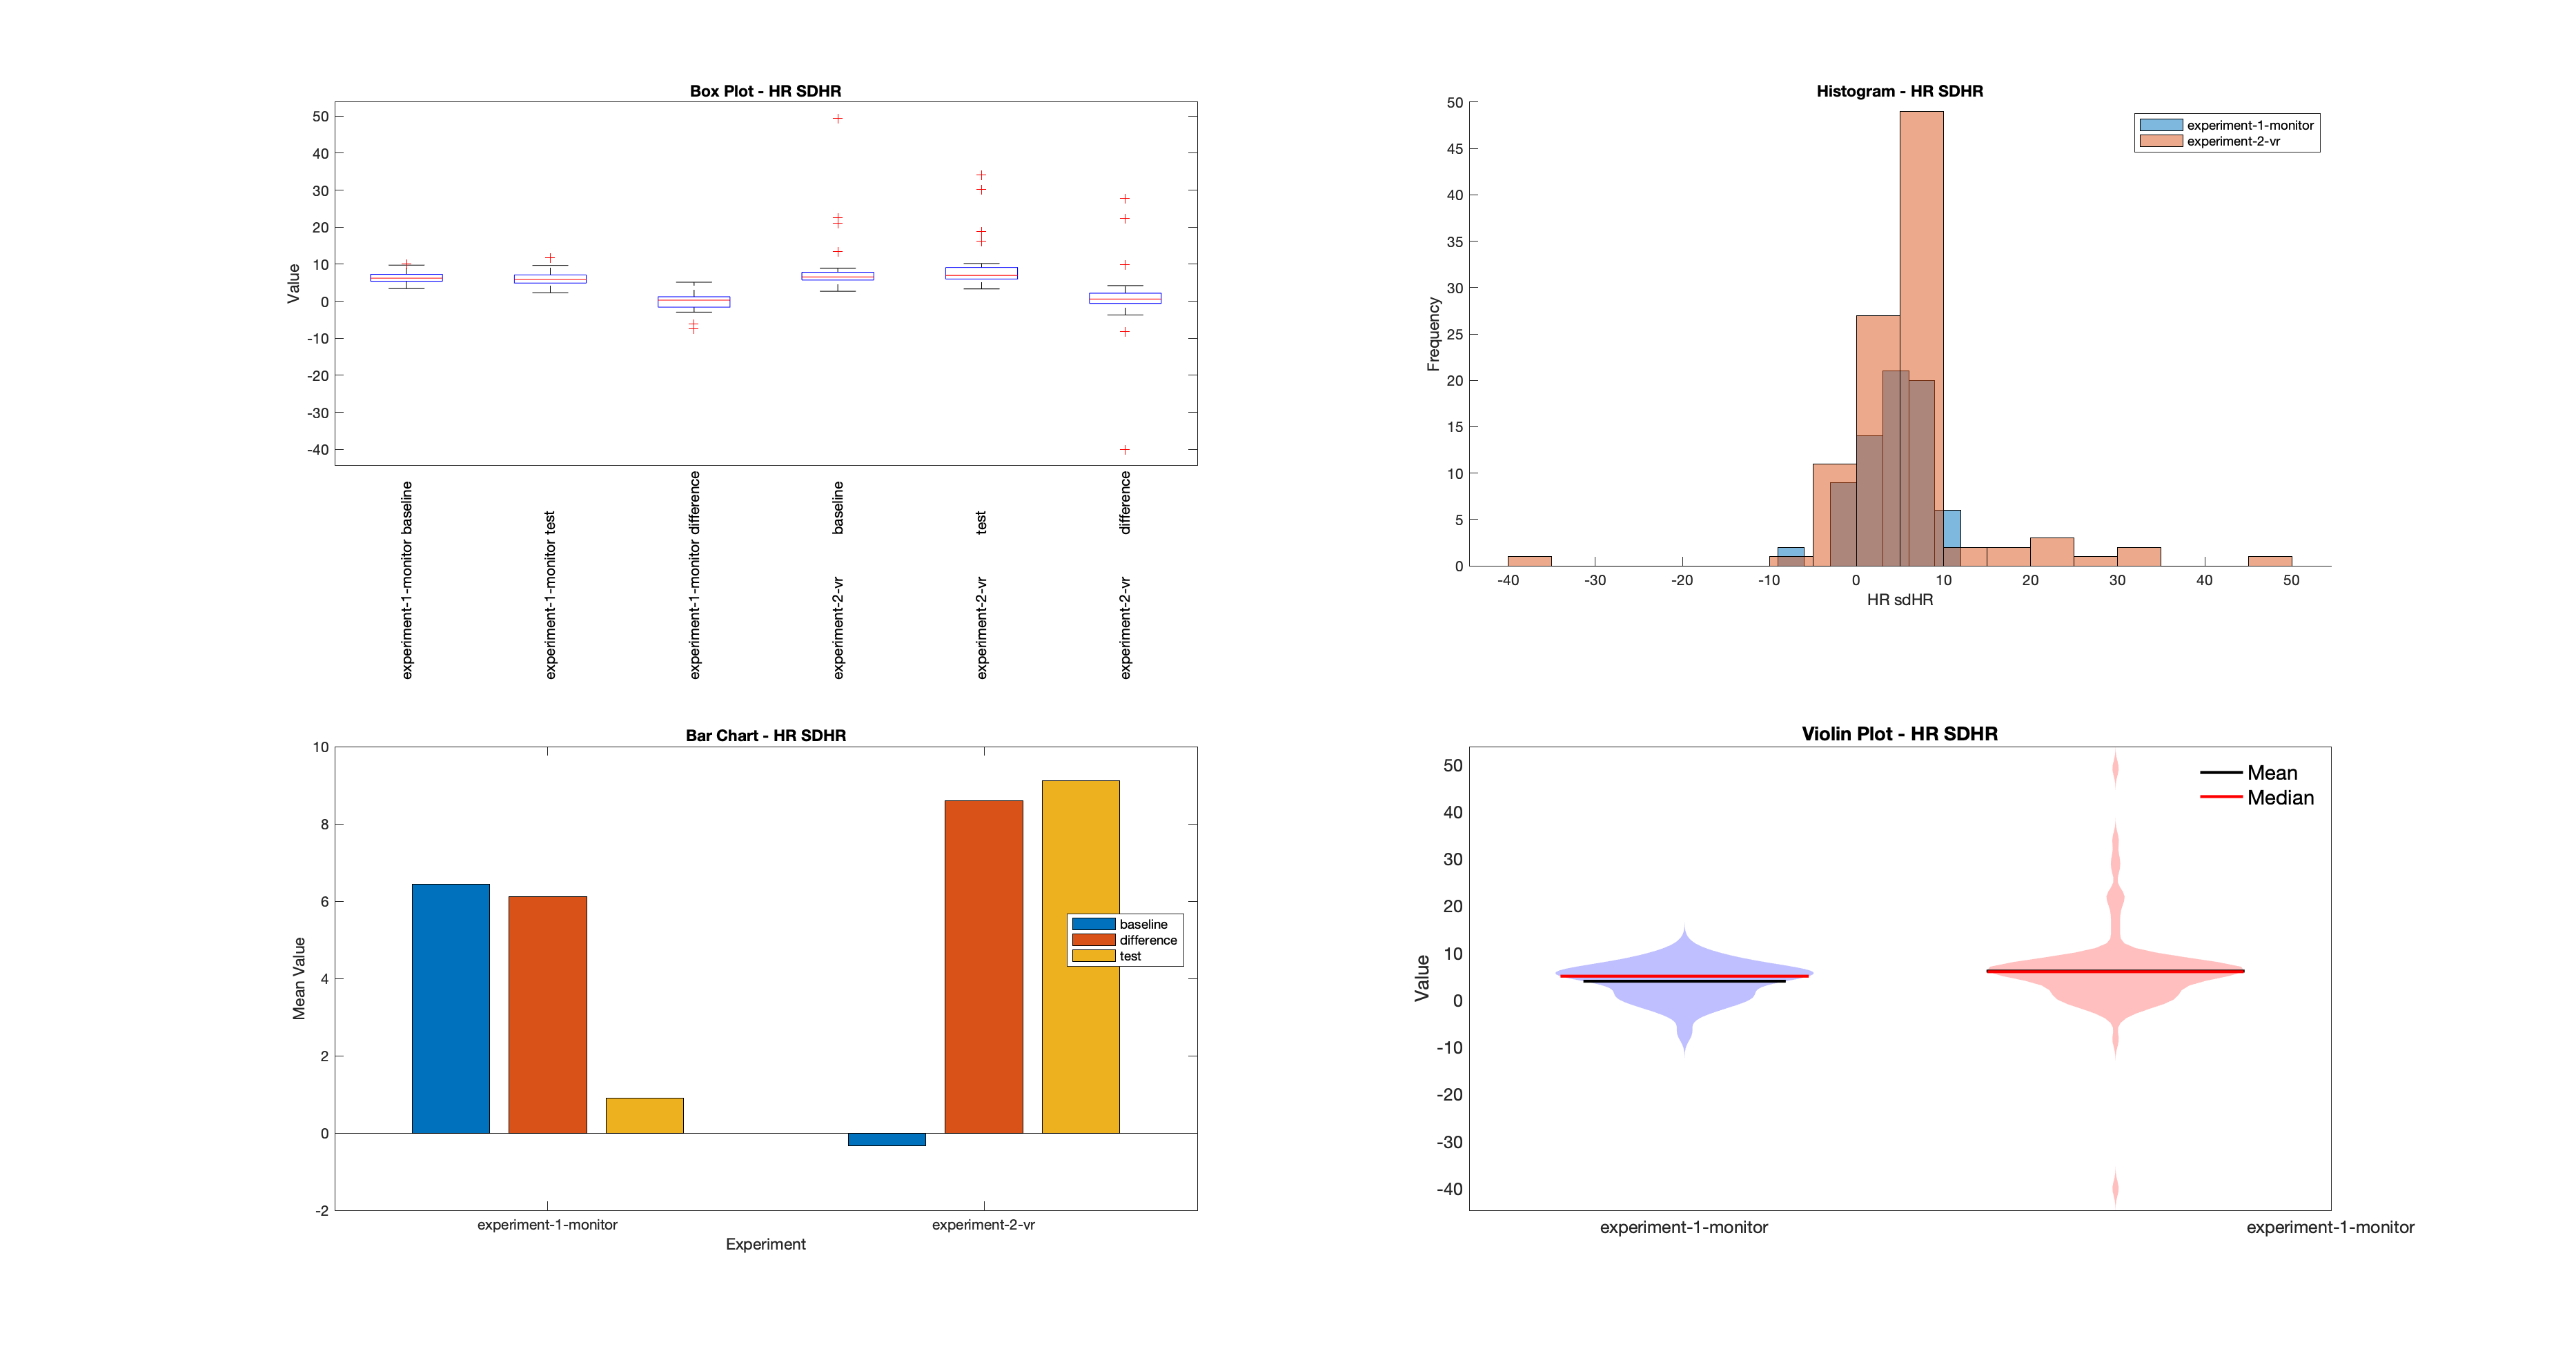 Box Plot - HR SDHR
50
40
30
20
10
0
-10
-20
-30
-40
Value
experiment-1-monitor baseline
experiment-1-monitor test
experiment-1-monitor difference
experiment-2-vr baseline
experiment-2-vr test
experiment-2-vr difference
Histogram - HR SDHR
50
45
40
35
30
25
20
15
10
5
0
Frequency
-40 -30 -20 -10 0 10 20 30 40 50
HR sdHR
experiment-1-monitor
experiment-2-vr
Bar Chart - HR SDHR
10
8
6
4
2
0
-2
Mean Value
experiment-1-monitor experiment-2-vr
Experiment
baseline
difference
test
Violin Plot - HR SDHR
50
40
30
20
10
0
-10
-20
-30
-40
Value
experiment-1-monitor experiment-1-monitor
Mean
Median